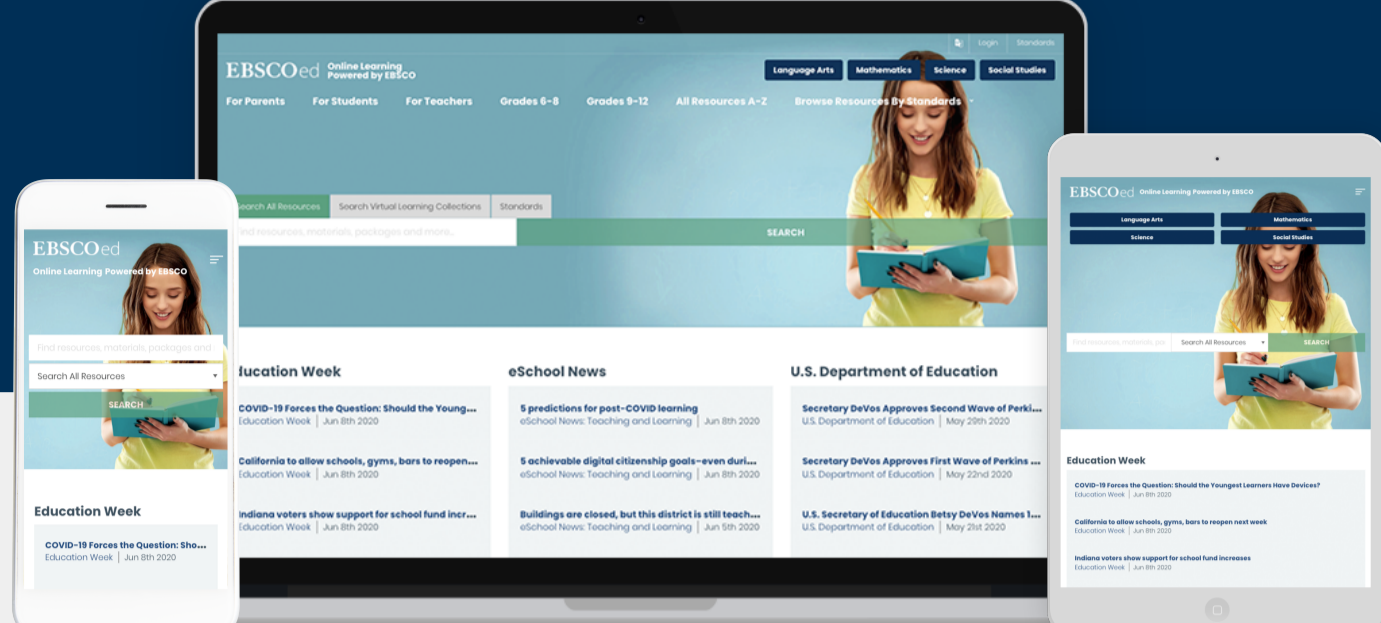 Login Standards
EBSCOed Online Learning
Powered by EBSCO
Language Arts Mathematics Science Social Studies
For Parents For Students For Teachers Grades 6-8 Grades 9-12 All Resources A-Z Browse Resources By Standards
Search All Resources Search Virtual Learning Collections Standards
find resources, materials, packages and more...
SEARCH
ducation Week
COVID-19 Forces the Question: Should the Young...
Education Week | Jun 8th 2020
California to allow schools, gyms, bars to reopen...
Education Week | Jun 8th 2020
Indiana voters show support for school fund incr...
Education Week | Jun 8th 2020
eSchool News
5 predictions for post-COVID learning
eSchool News: Teaching and Learning | Jun 8th 2020
5 achievable digital citizenship goals–even duri...
eSchool News: Teaching and Learning | Jun 8th 2020
Buildings are closed, but this district is still teach...
eSchool News: Teaching and Learning | Jun 5th 2020
U.S. Department of Education
Secretary DeVos Approves Second Wave of Perki...
U.S. Department of Education | May 29th 2020
Secretary DeVos Approves First Wave of Perkins ...
U.S. Department of Education | May 22nd 2020
U.S. Secretary of Education Betsy DeVos Names 1...
U.S. Department of Education | May 21st 2020
EBSCOed
Online Learning Powered by EBSCO
Find resources, materials, packages and
Search All Resources
SEARCH
Education Week
COVID-19 Forces the Question: Sho...
Education Week | Jun 8th 2020
EBSCOed Online Learning Powered by EBSCO
Language Arts Mathematics
Science Social Studies
Find resources, materials, pac Search All Resources SEARCH
Education Week
COVID-19 Forces the Question: Should the Youngest Learners Have Devices?
Education Week | Jun 8th 2020
California to allow schools, gyms, bars to reopen next week
Education Week | Jun 8th 2020
Indiana voters show support for school fund increases
Education Week | Jun 8th 2020